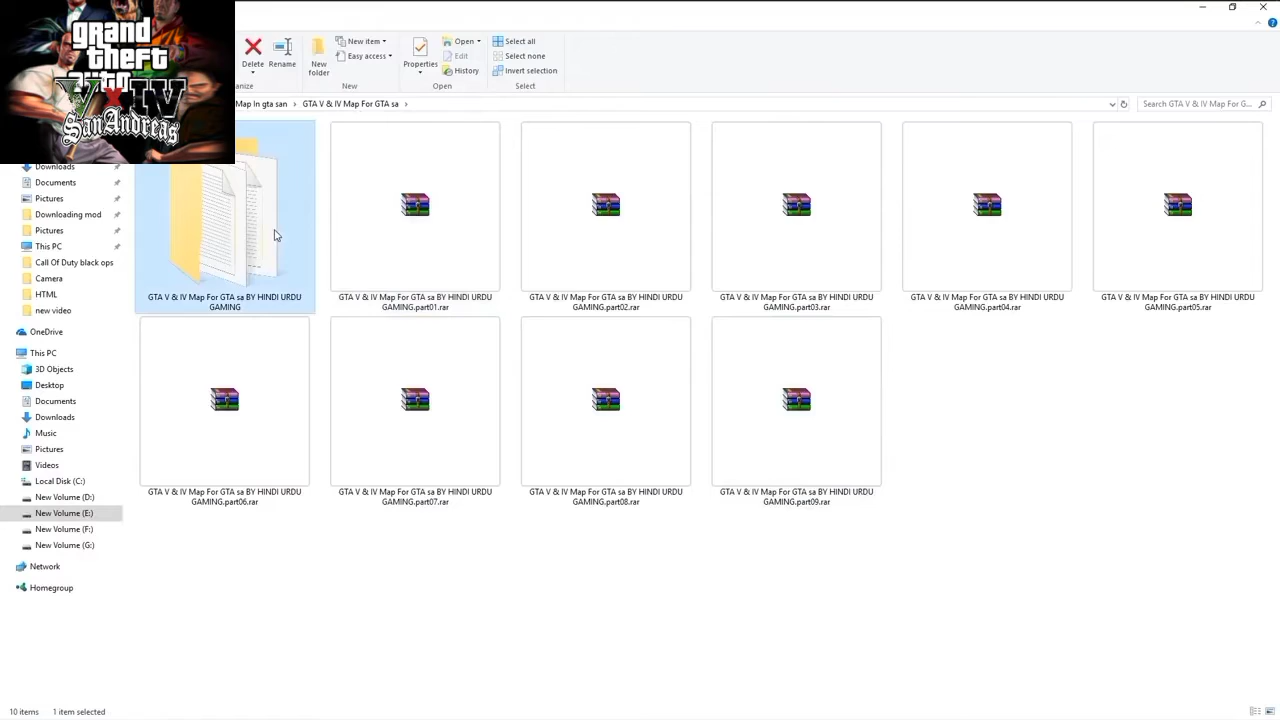 grand
theft
auto
V X IV
San Andreas
Delete
Rename
New
folder
New item
Easy access
Properties
Open
Edit
History
Select all
Select none
Invert selection
anize
New
Open
Select
Map In gta san › GTA V & IV Map For GTA sa ›
Search GTA V & IV Map For G...
Downloads
Documents
Pictures
Downloading mod
Pictures
This PC
Call Of Duty black ops
Camera
HTML
new video
OneDrive
This PC
3D Objects
Desktop
Documents
Downloads
Music
Pictures
Videos
Local Disk (C:)
New Volume (D:)
New Volume (E:)
New Volume (F:)
New Volume (G:)
Network
Homegroup
GTA V & IV Map For GTA sa BY HINDI URDU
GAMING
GTA V & IV Map For GTA sa BY HINDI URDU
GAMING.part01.rar
GTA V & IV Map For GTA sa BY HINDI URDU
GAMING.part02.rar
GTA V & IV Map For GTA sa BY HINDI URDU
GAMING.part03.rar
GTA V & IV Map For GTA sa BY HINDI URDU
GAMING.part04.rar
GTA V & IV Map For GTA sa BY HINDI URDU
GAMING.part05.rar
GTA V & IV Map For GTA sa BY HINDI URDU
GAMING.part06.rar
GTA V & IV Map For GTA sa BY HINDI URDU
GAMING.part07.rar
GTA V & IV Map For GTA sa BY HINDI URDU
GAMING.part08.rar
GTA V & IV Map For GTA sa BY HINDI URDU
GAMING.part09.rar
10 items
1 item selected